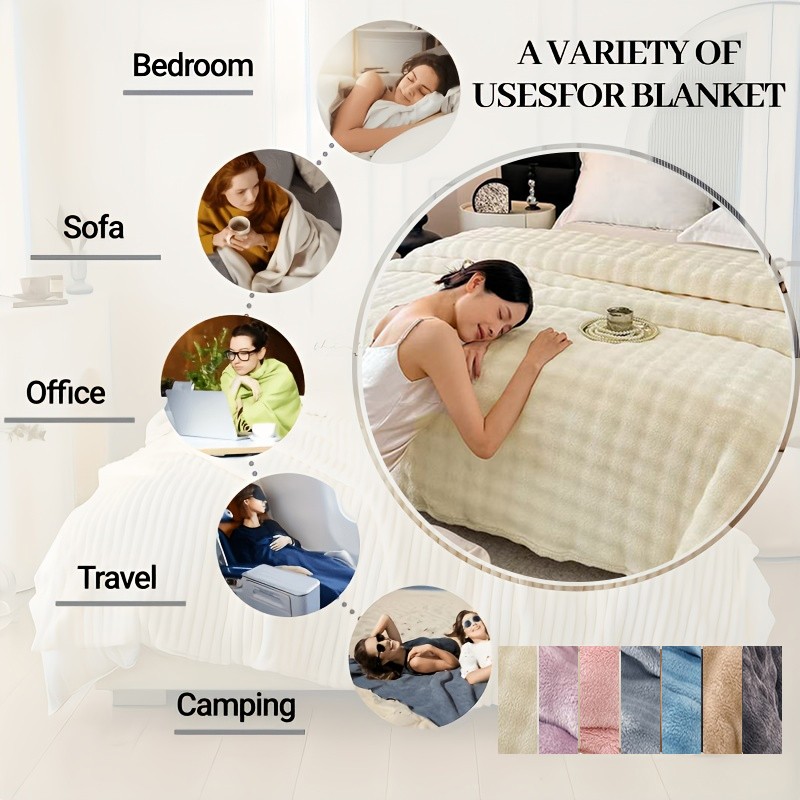 A VARIETY OF
USESFOR BLANKET
Bedroom
Sofa
Office
Travel
Camping